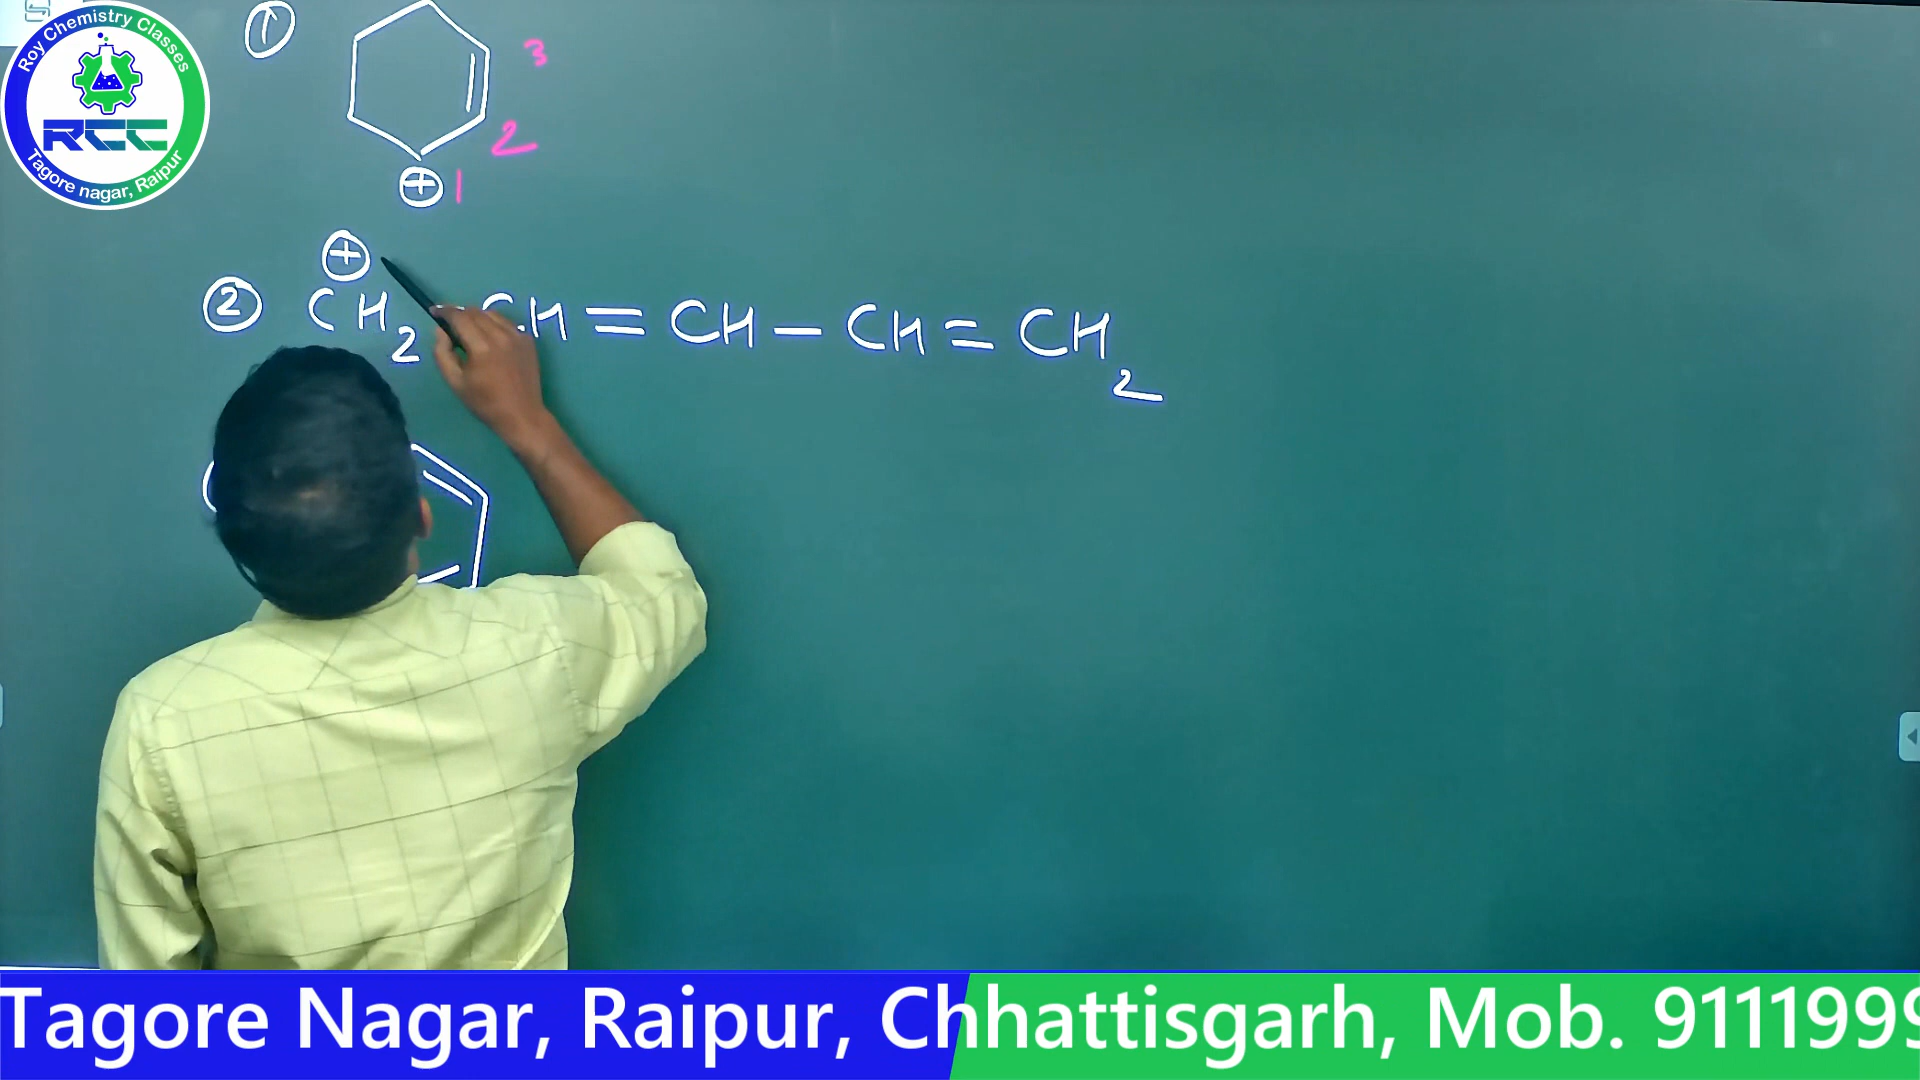 Roy Chemistry Classes
RCC
Tagore nagar, Raipur
1
3
2
⊕ 1
⊕
② CH₂ CH = CH – CH = CH₂
Tagore Nagar, Raipur, Chhattisgarh, Mob. 911199